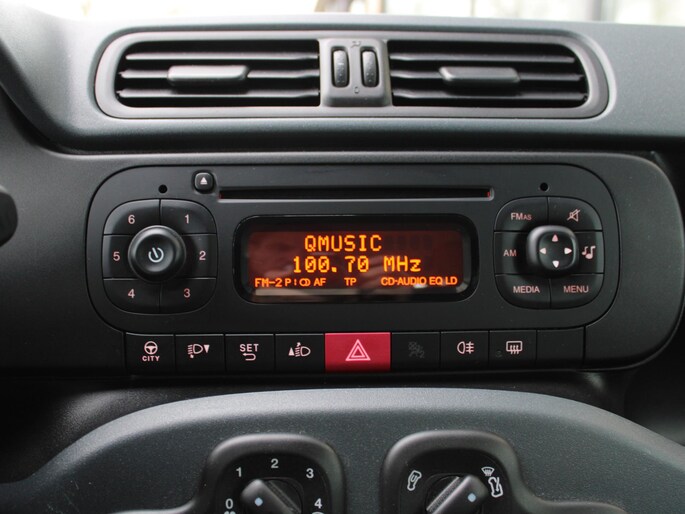 QMUSIC
100.70 MHz
FM-2 P:CD AF TP CD-AUDIO EQ LD
6 1
5 2
4 3
FMAS
AM
MEDIA MENU
CITY SET
1 2 3
0 4